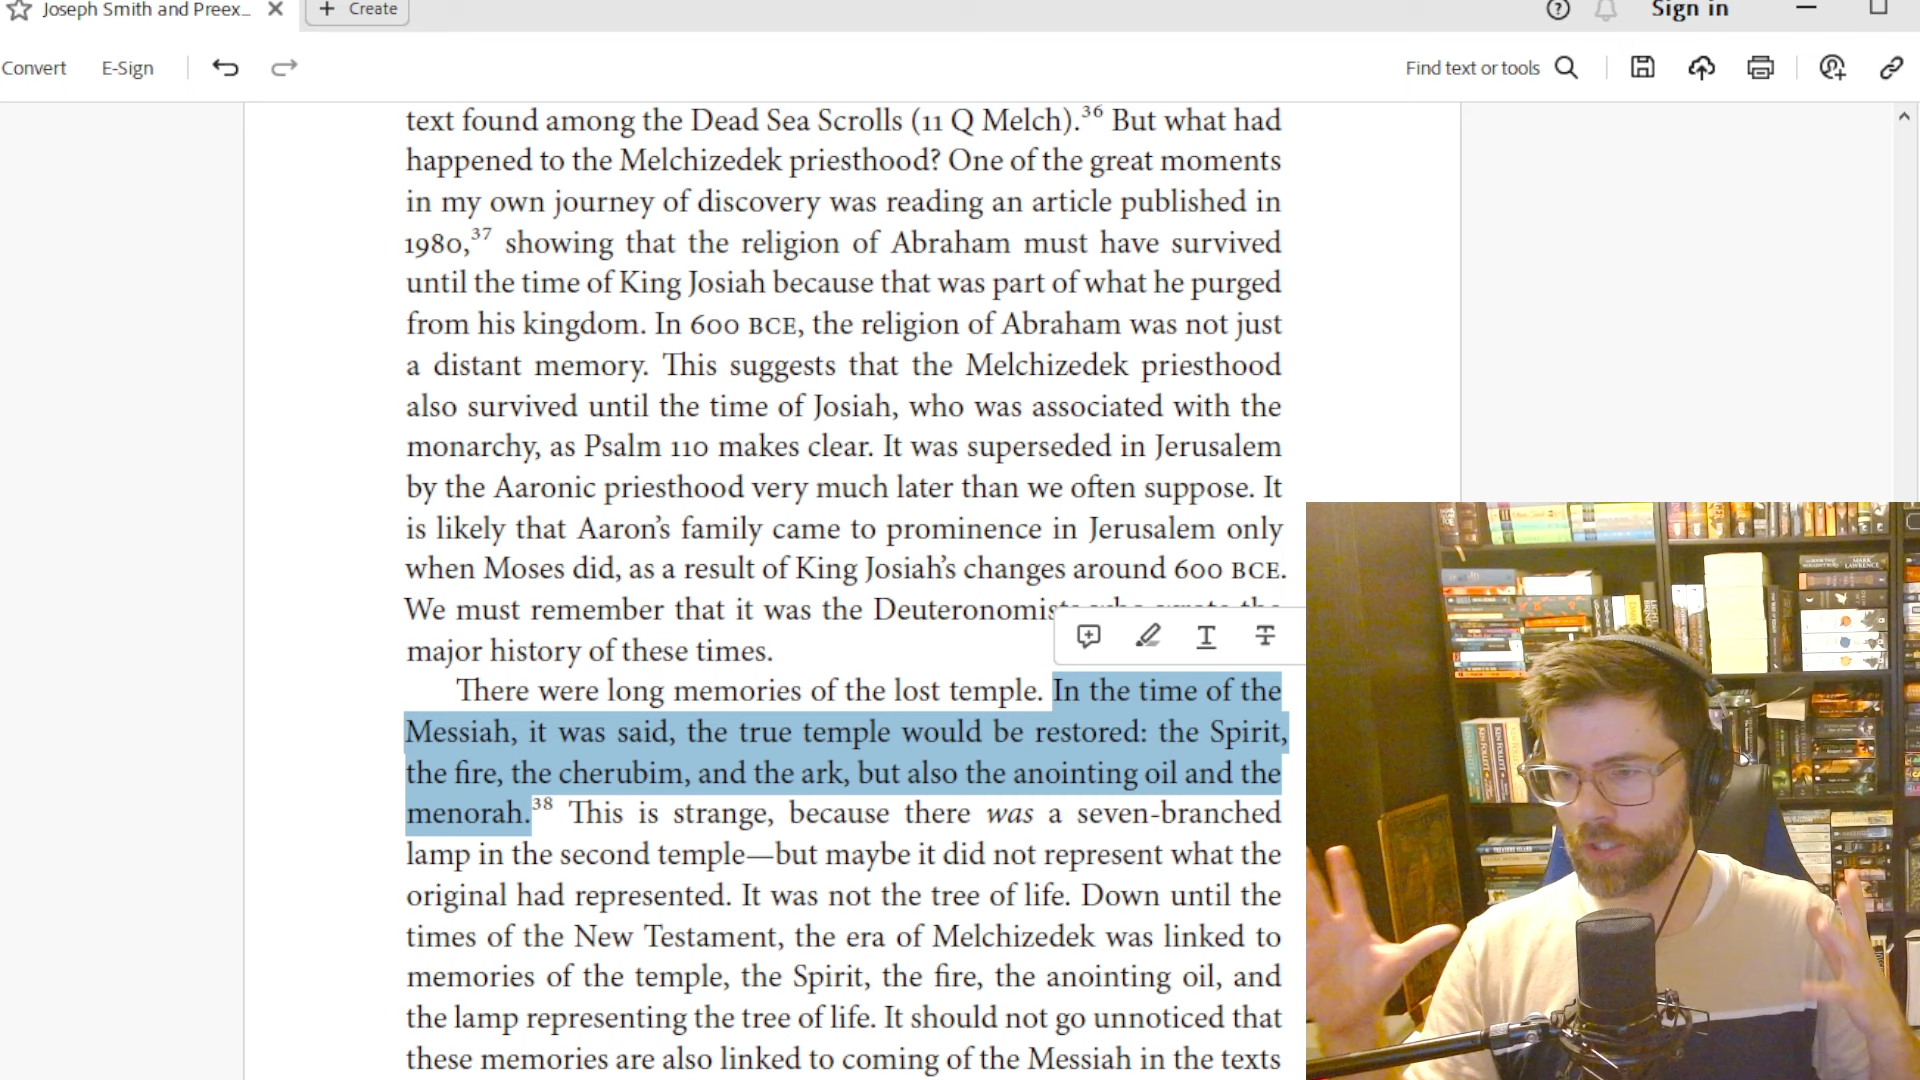 Joseph Smith and Preex...
Create
Sign in
Convert
E-Sign
Find text or tools
text found among the Dead Sea Scrolls (11 Q Melch).36 But what had
happened to the Melchizedek priesthood? One of the great moments
in my own journey of discovery was reading an article published in
1980,37 showing that the religion of Abraham must have survived
until the time of King Josiah because that was part of what he purged
from his kingdom. In 600 BCE, the religion of Abraham was not just
a distant memory. This suggests that the Melchizedek priesthood
also survived until the time of Josiah, who was associated with the
monarchy, as Psalm 110 makes clear. It was superseded in Jerusalem
by the Aaronic priesthood very much later than we often suppose. It
is likely that Aaron's family came to prominence in Jerusalem only
when Moses did, as a result of King Josiah's changes around 600 BCE.
We must remember that it was the
major history of these times.
There were long memories of the lost temple. In the time of the
Messiah, it was said, the true temple would be restored: the Spirit,
the fire, the cherubim, and the ark, but also the anointing oil and the
menorah.38 This is strange, because there was a seven-branched
lamp in the second temple—but maybe it did not represent what the
original had represented. It was not the tree of life. Down until the
times of the New Testament, the era of Melchizedek was linked to
memories of the temple, the Spirit, the fire, the anointing oil, and
the lamp representing the tree of life. It should not go unnoticed that
these memories are also linked to coming of the Messiah in the texts